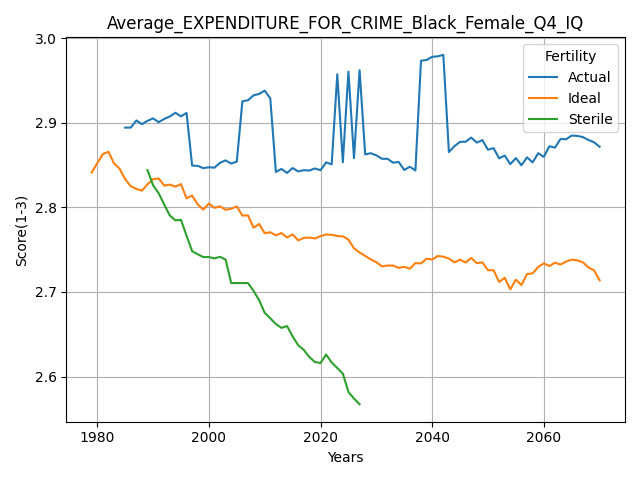 Average_EXPENDITURE_FOR_CRIME_Black_Female_Q4_IQ
3.0
2.9
2.8
2.7
2.6
Score(1-3)
Fertility
Actual
Ideal
Sterile
1980 2000 2020 2040 2060
Years